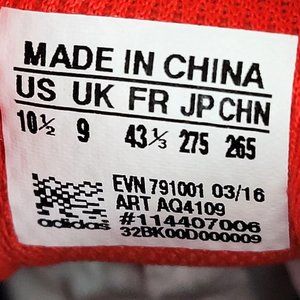 MADE IN CHINA
US UK FR JP CHN
10½ 9 43⅓ 275 265
EVN 791001 03/16
ART AQ4109
#114407006
adidas 32BK00D000009